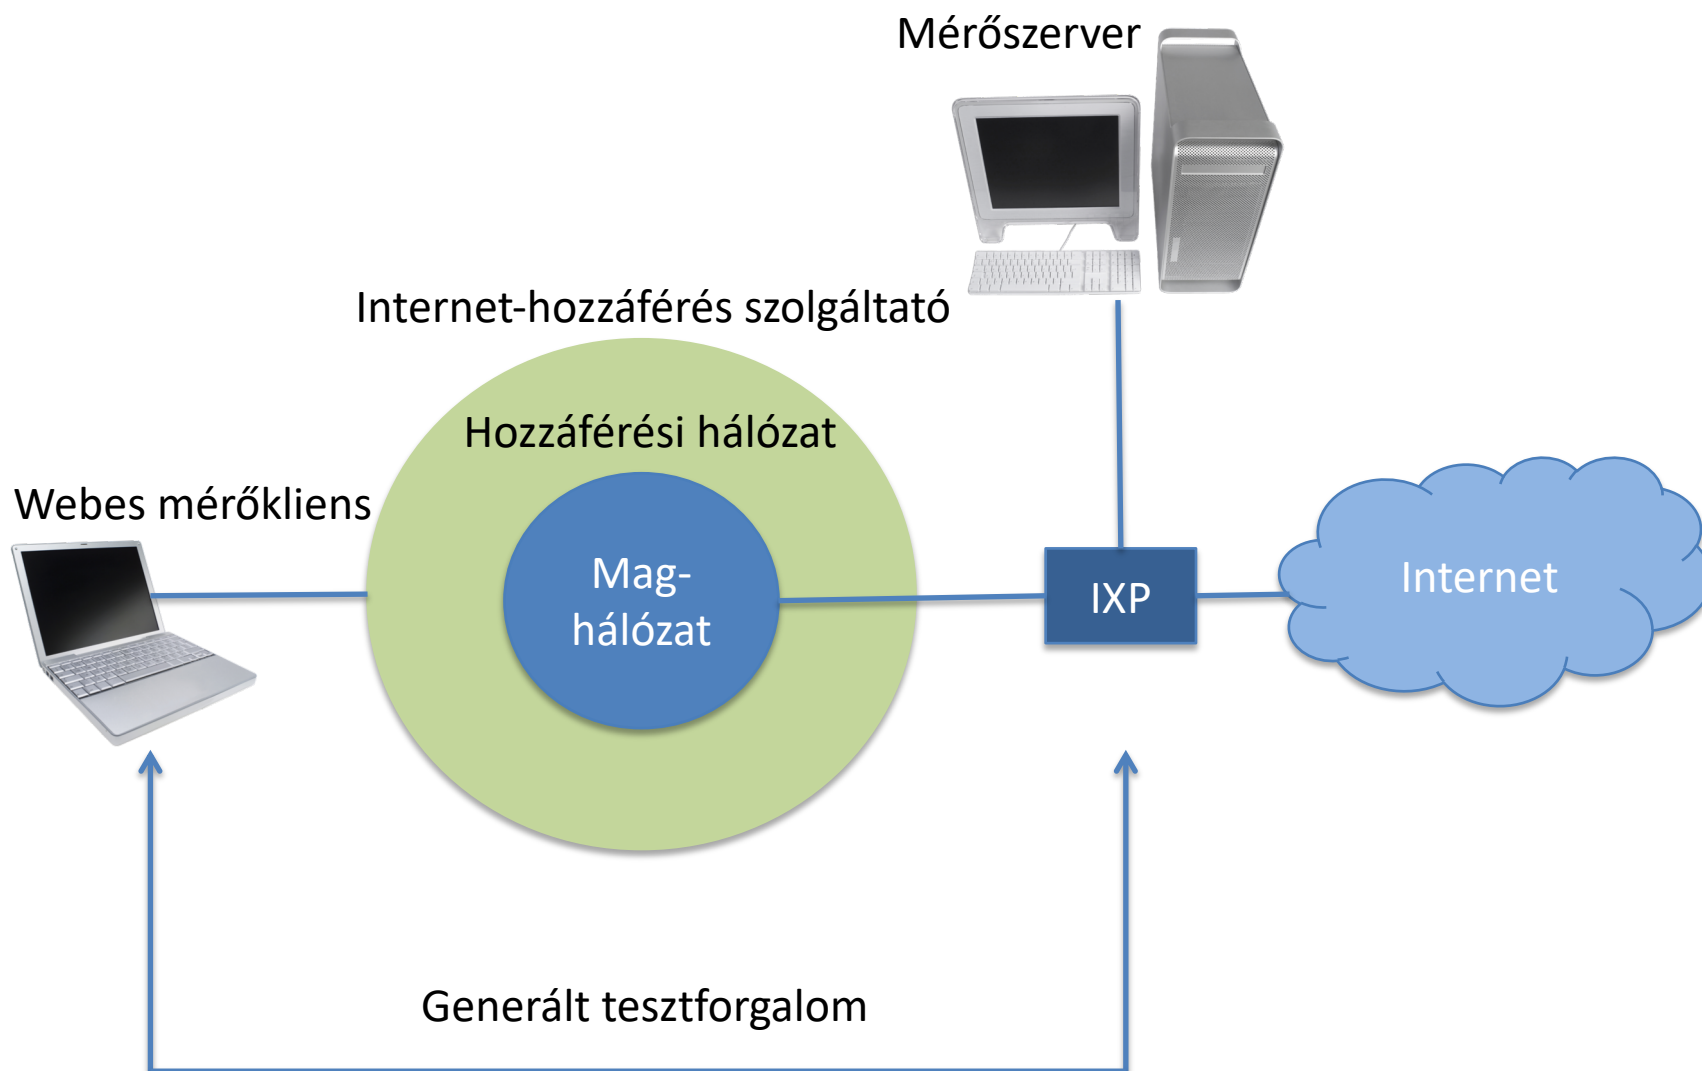 Mérőszerver
Internet-hozzáférés szolgáltató
Hozzáférési hálózat
Webes mérőkliens
Mag-
hálózat
IXP
Internet
Generált tesztforgalom